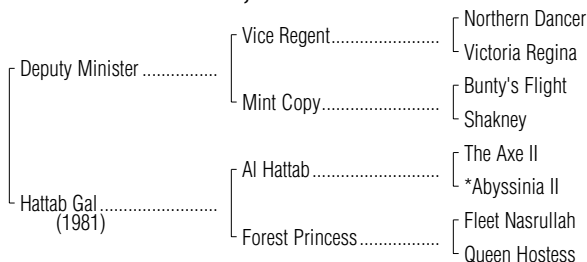 Northern Dancer
Vice Regent
Victoria Regina
Deputy Minister
Bunty's Flight
Mint Copy
Shakney
The Axe II
Al Hattab
*Abyssinia II
Hattab Gal
(1981)
Fleet Nasrullah
Forest Princess
Queen Hostess